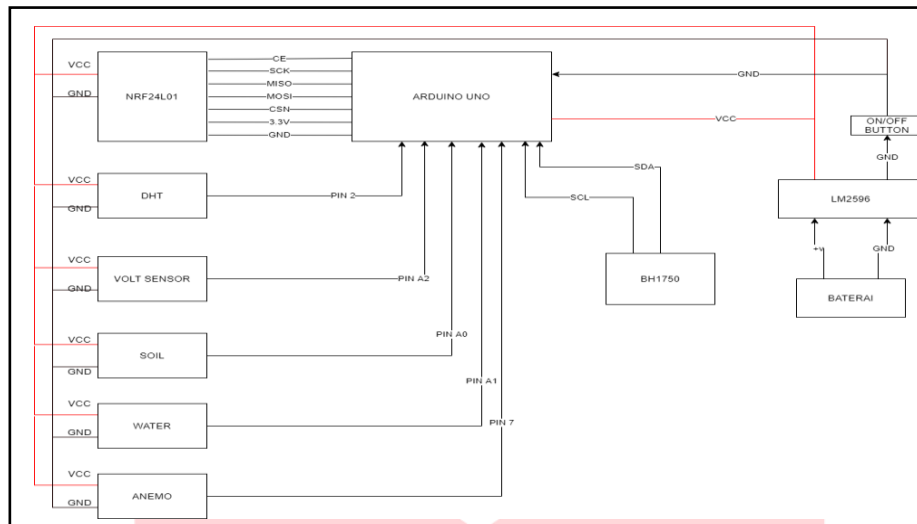 VCC
GND
NRF24L01
CE
SCK
MISO
MOSI
CSN
3.3V
GND
ARDUINO UNO
GND
VCC
ON/OFF
BUTTON
GND
LM2596
+V
GND
BATERAI
SDA
SCL
BH1750
VCC
GND
DHT
PIN 2
VCC
GND
VOLT SENSOR
PIN A2
VCC
GND
SOIL
PIN A0
VCC
GND
WATER
PIN A1
VCC
GND
ANEMO
PIN 7